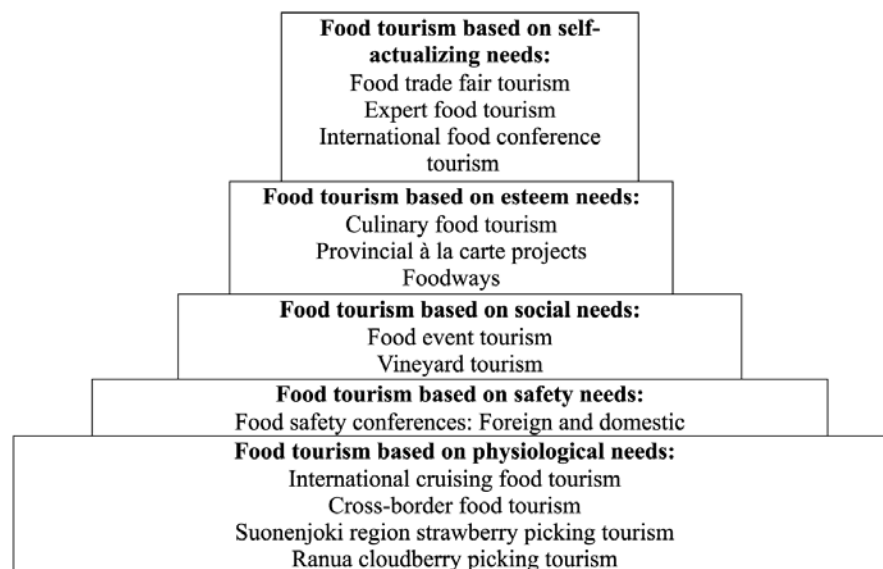 Food tourism based on self-
actualizing needs:
Food trade fair tourism
Expert food tourism
International food conference
tourism
Food tourism based on esteem needs:
Culinary food tourism
Provincial à la carte projects
Foodways
Food tourism based on social needs:
Food event tourism
Vineyard tourism
Food tourism based on safety needs:
Food safety conferences: Foreign and domestic
Food tourism based on physiological needs:
International cruising food tourism
Cross-border food tourism
Suonenjoki region strawberry picking tourism
Ranua cloudberry picking tourism